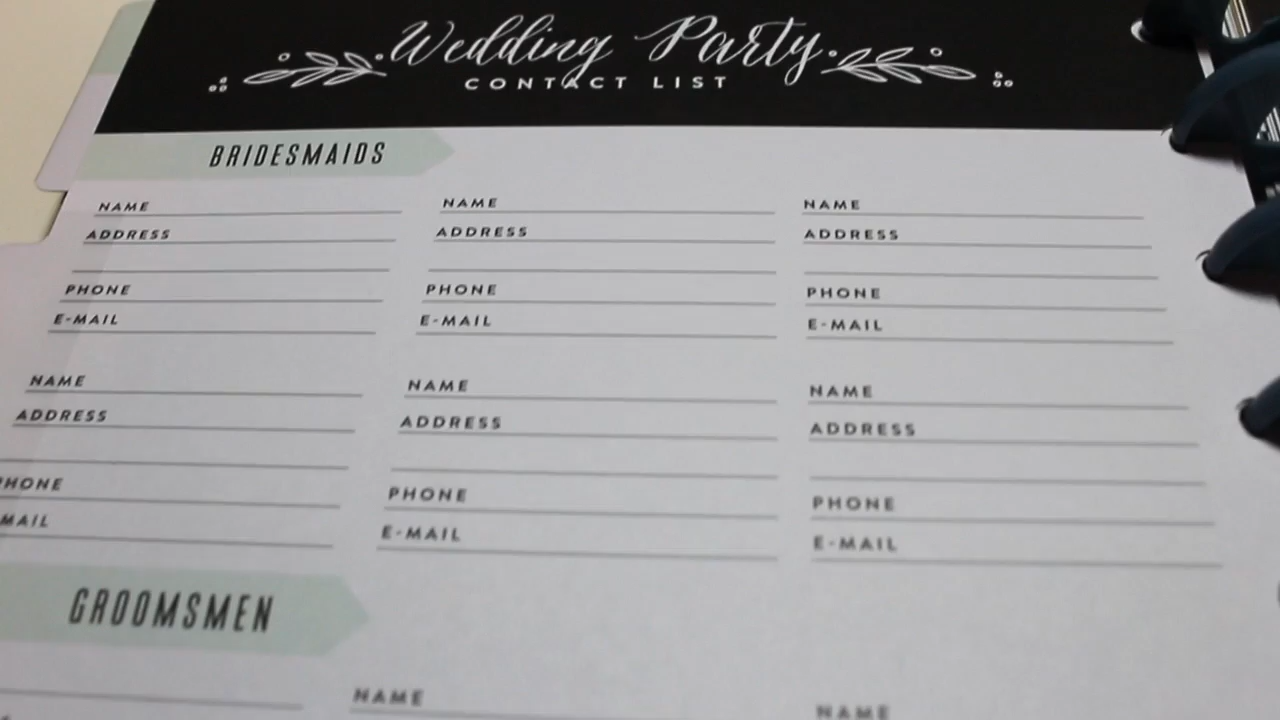 Wedding Party
CONTACT LIST
BRIDESMAIDS
NAME NAME NAME
ADDRESS ADDRESS ADDRESS
PHONE PHONE PHONE
E-MAIL E-MAIL E-MAIL
NAME NAME NAME
ADDRESS ADDRESS ADDRESS
PHONE PHONE PHONE
MAIL E-MAIL E-MAIL
GROOMSMEN
NAME NAME